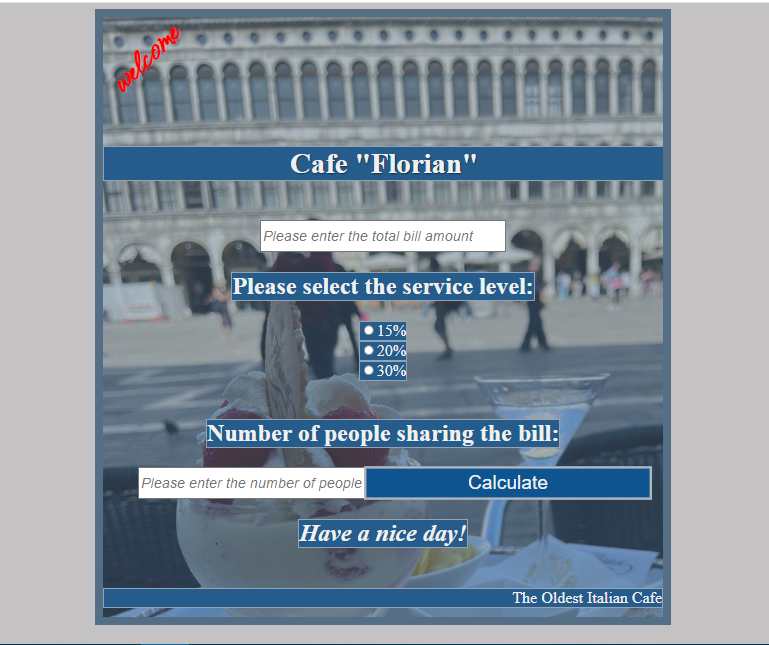 welcome
Cafe "Florian"
Please enter the total bill amount
Please select the service level:
15%
20%
30%
Number of people sharing the bill:
Please enter the number of people
Calculate
Have a nice day!
The Oldest Italian Cafe